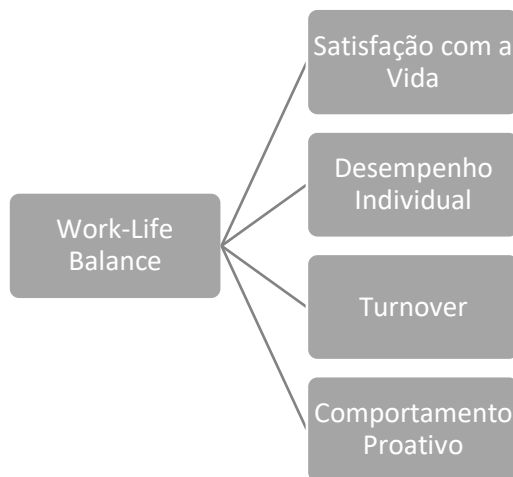 Satisfação com a
Vida
Desempenho
Individual
Work-Life
Balance
Turnover
Comportamento
Proativo